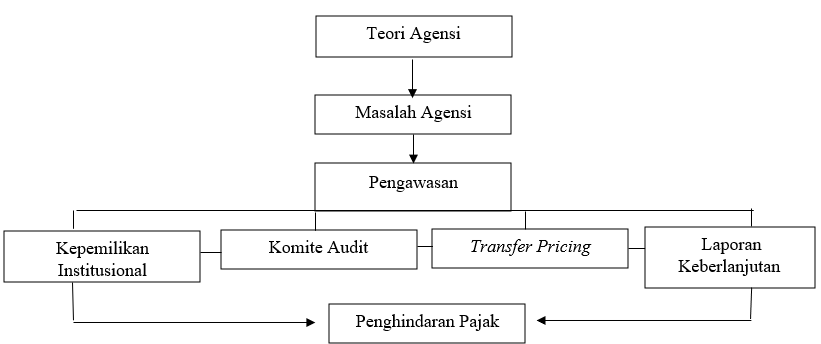 Teori Agensi
Masalah Agensi
Pengawasan
Kepemilikan
Institusional
Komite Audit
Transfer Pricing
Laporan
Keberlanjutan
Penghindaran Pajak